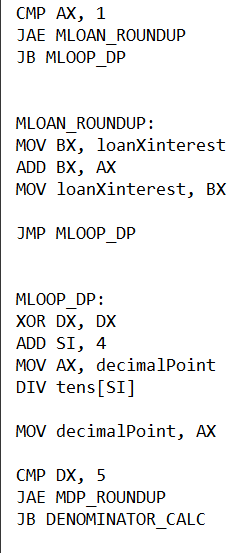 CMP AX, 1
JAE MLOAN_ROUNDUP
JB MLOOP_DP
MLOAN_ROUNDUP:
MOV BX, loanXinterest
ADD BX, AX
MOV loanXinterest, BX
JMP MLOOP_DP
MLOOP_DP:
XOR DX, DX
ADD SI, 4
MOV AX, decimalPoint
DIV tens[SI]
MOV decimalPoint, AX
CMP DX, 5
JAE MDP_ROUNDUP
JB DENOMINATOR_CALC